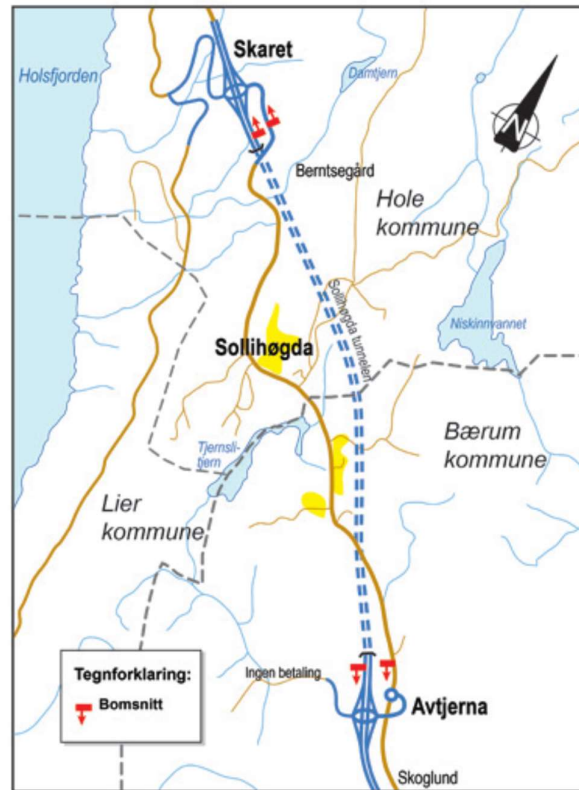 Skaret
Holsfjorden
Damtjern
N
Berntsegård
Hole
kommune
Sollihøgda tunnelen
Niskinnvannet
Sollihøgda
Bærum
kommune
Tjernsli-
tjern
Lier
kommune
Tegnforklaring:
Bomsnitt
Ingen betaling
Avtjerna
Skoglund